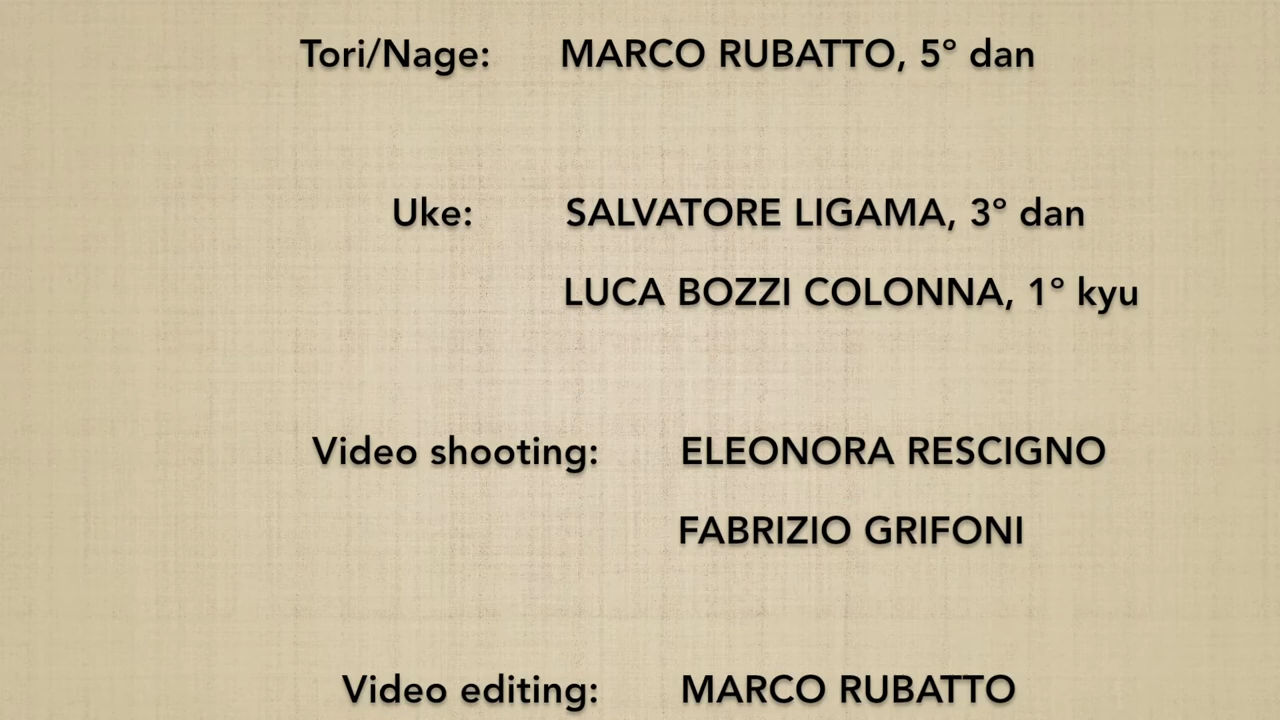 Tori/Nage: MARCO RUBATTO, 5° dan
Uke: SALVATORE LIGAMA, 3° dan
LUCA BOZZI COLONNA, 1° kyu
Video shooting: ELEONORA RESCIGNO
FABRIZIO GRIFONI
Video editing: MARCO RUBATTO